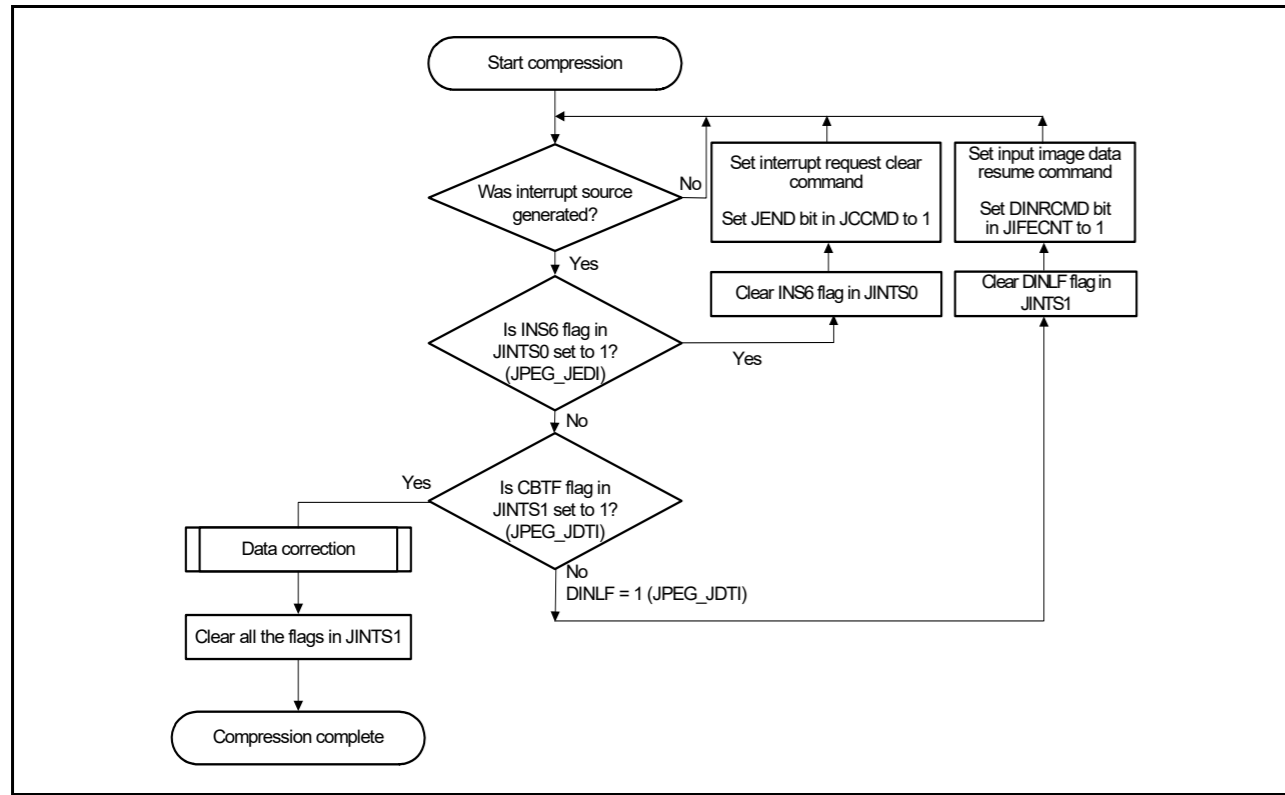 Start compression
Was interrupt source
generated?
No
Yes
Set interrupt request clear
command
Set JEND bit in JCCMD to 1
Set input image data
resume command
Set DINRCMD bit
in JIFECNT to 1
Clear INS6 flag in JINTS0
Clear DINLF flag in
JINTS1
Is INS6 flag in
JINTS0 set to 1?
(JPEG_JEDI)
Yes
No
Yes
Is CBTF flag in
JINTS1 set to 1?
(JPEG_JDTI)
No
DINLF = 1 (JPEG_JDTI)
Data correction
Clear all the flags in JINTS1
Compression complete